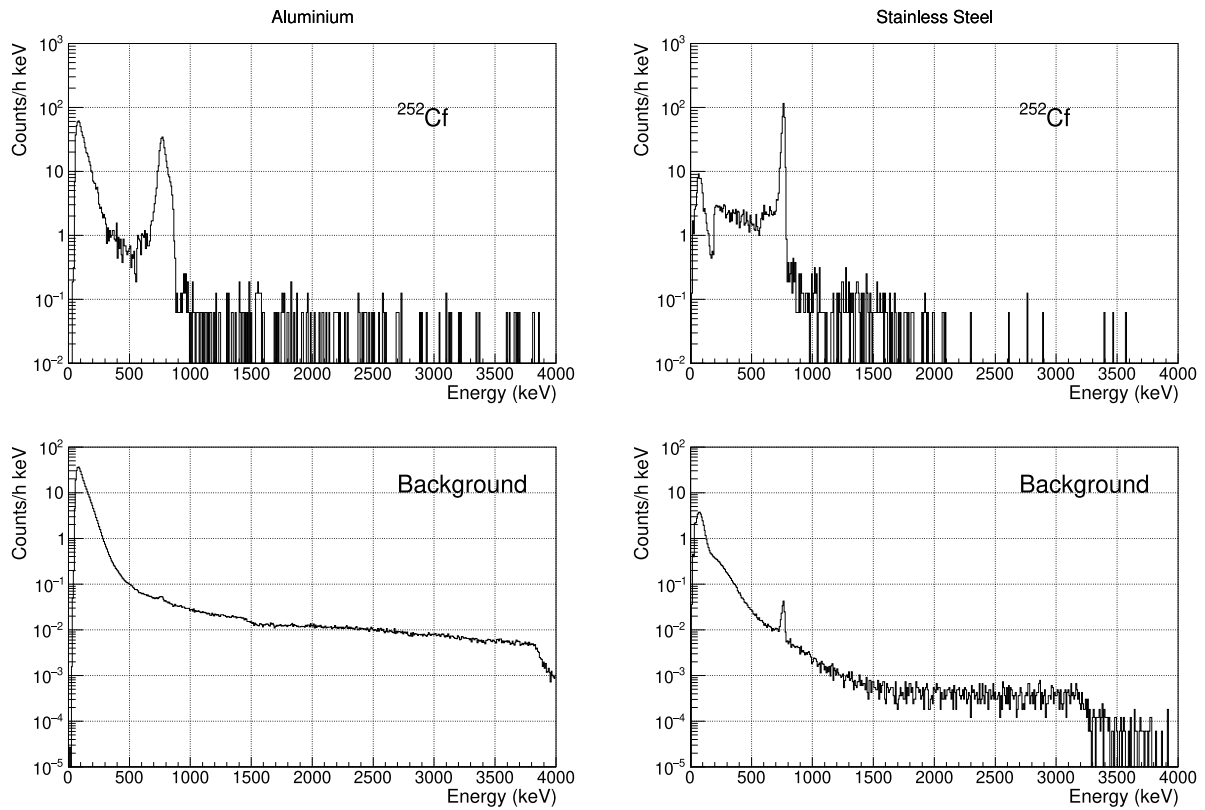 Aluminium
Stainless Steel
Counts/h keV
10³
10²
10
1
10⁻¹
10⁻²
²⁵²Cf
0 500 1000 1500 2000 2500 3000 3500 4000
Energy (keV)
Counts/h keV
10³
10²
10
1
10⁻¹
10⁻²
²⁵²Cf
0 500 1000 1500 2000 2500 3000 3500 4000
Energy (keV)
Counts/h keV
10²
10
1
10⁻¹
10⁻²
10⁻³
10⁻⁴
10⁻⁵
Background
0 500 1000 1500 2000 2500 3000 3500 4000
Energy (keV)
Counts/h keV
10²
10
1
10⁻¹
10⁻²
10⁻³
10⁻⁴
10⁻⁵
Background
0 500 1000 1500 2000 2500 3000 3500 4000
Energy (keV)